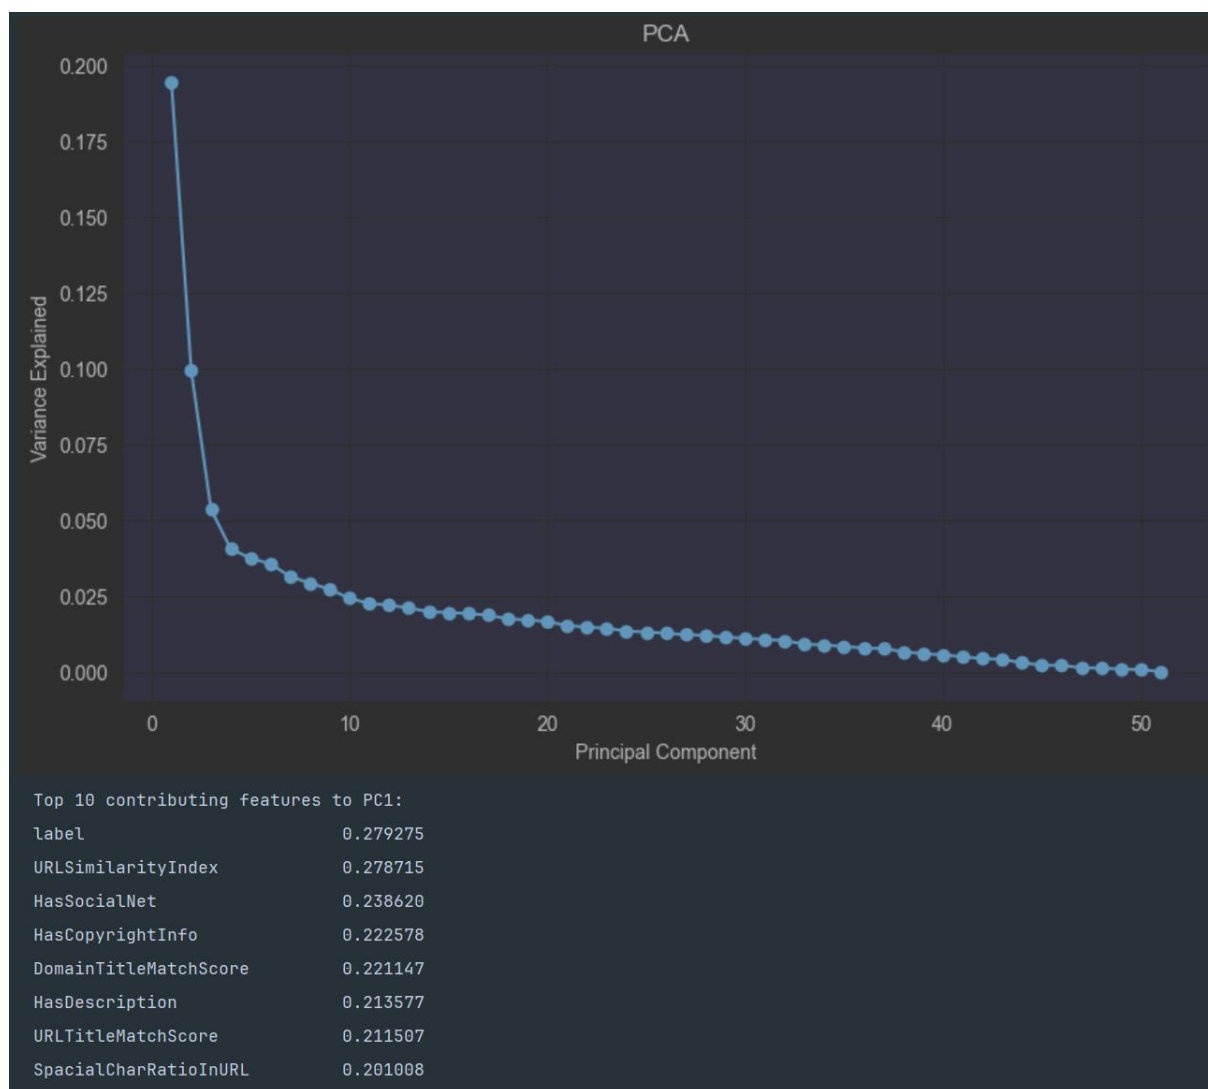 PCA
0.200
0.175
0.150
0.125
0.100
0.075
0.050
0.025
0.000
Variance Explained
0 10 20 30 40 50
Principal Component
Top 10 contributing features to PC1:
label 0.279275
URLSimilarityIndex 0.278715
HasSocialNet 0.238620
HasCopyrightInfo 0.222578
DomainTitleMatchScore 0.221147
HasDescription 0.213577
URLTitleMatchScore 0.211507
SpacialCharRatioInURL 0.201008